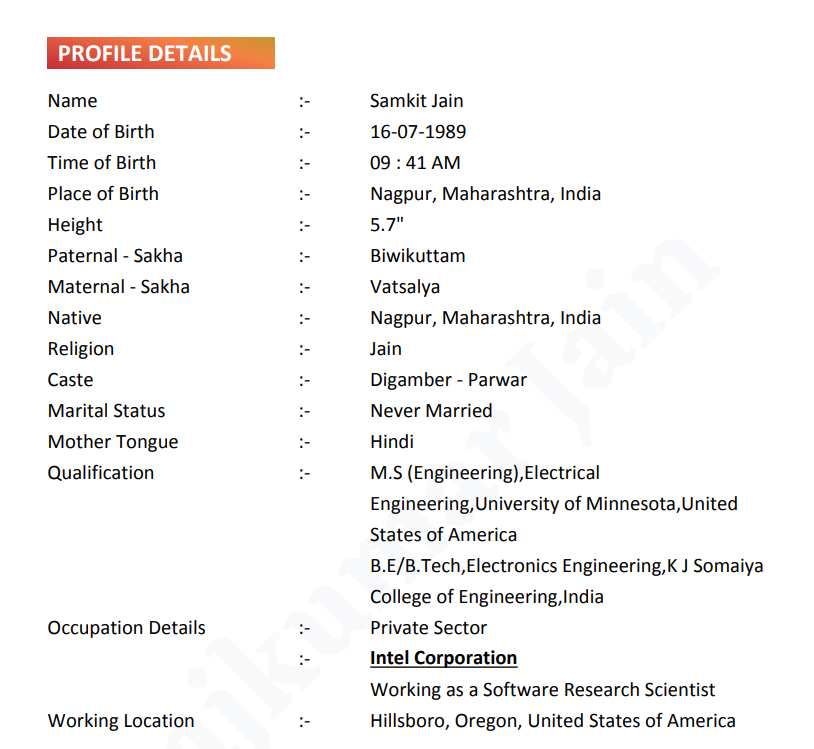 PROFILE DETAILS
Name :- Samkit Jain
Date of Birth :- 16-07-1989
Time of Birth :- 09 : 41 AM
Place of Birth :- Nagpur, Maharashtra, India
Height :- 5.7"
Paternal - Sakha :- Biwikuttam
Maternal - Sakha :- Vatsalya
Native :- Nagpur, Maharashtra, India
Religion :- Jain
Caste :- Digamber - Parwar
Marital Status :- Never Married
Mother Tongue :- Hindi
Qualification :- M.S (Engineering),Electrical
Engineering,University of Minnesota,United
States of America
B.E/B.Tech,Electronics Engineering,K J Somaiya
College of Engineering,India
Occupation Details :- Private Sector
:- Intel Corporation
Working as a Software Research Scientist
Working Location :- Hillsboro, Oregon, United States of America